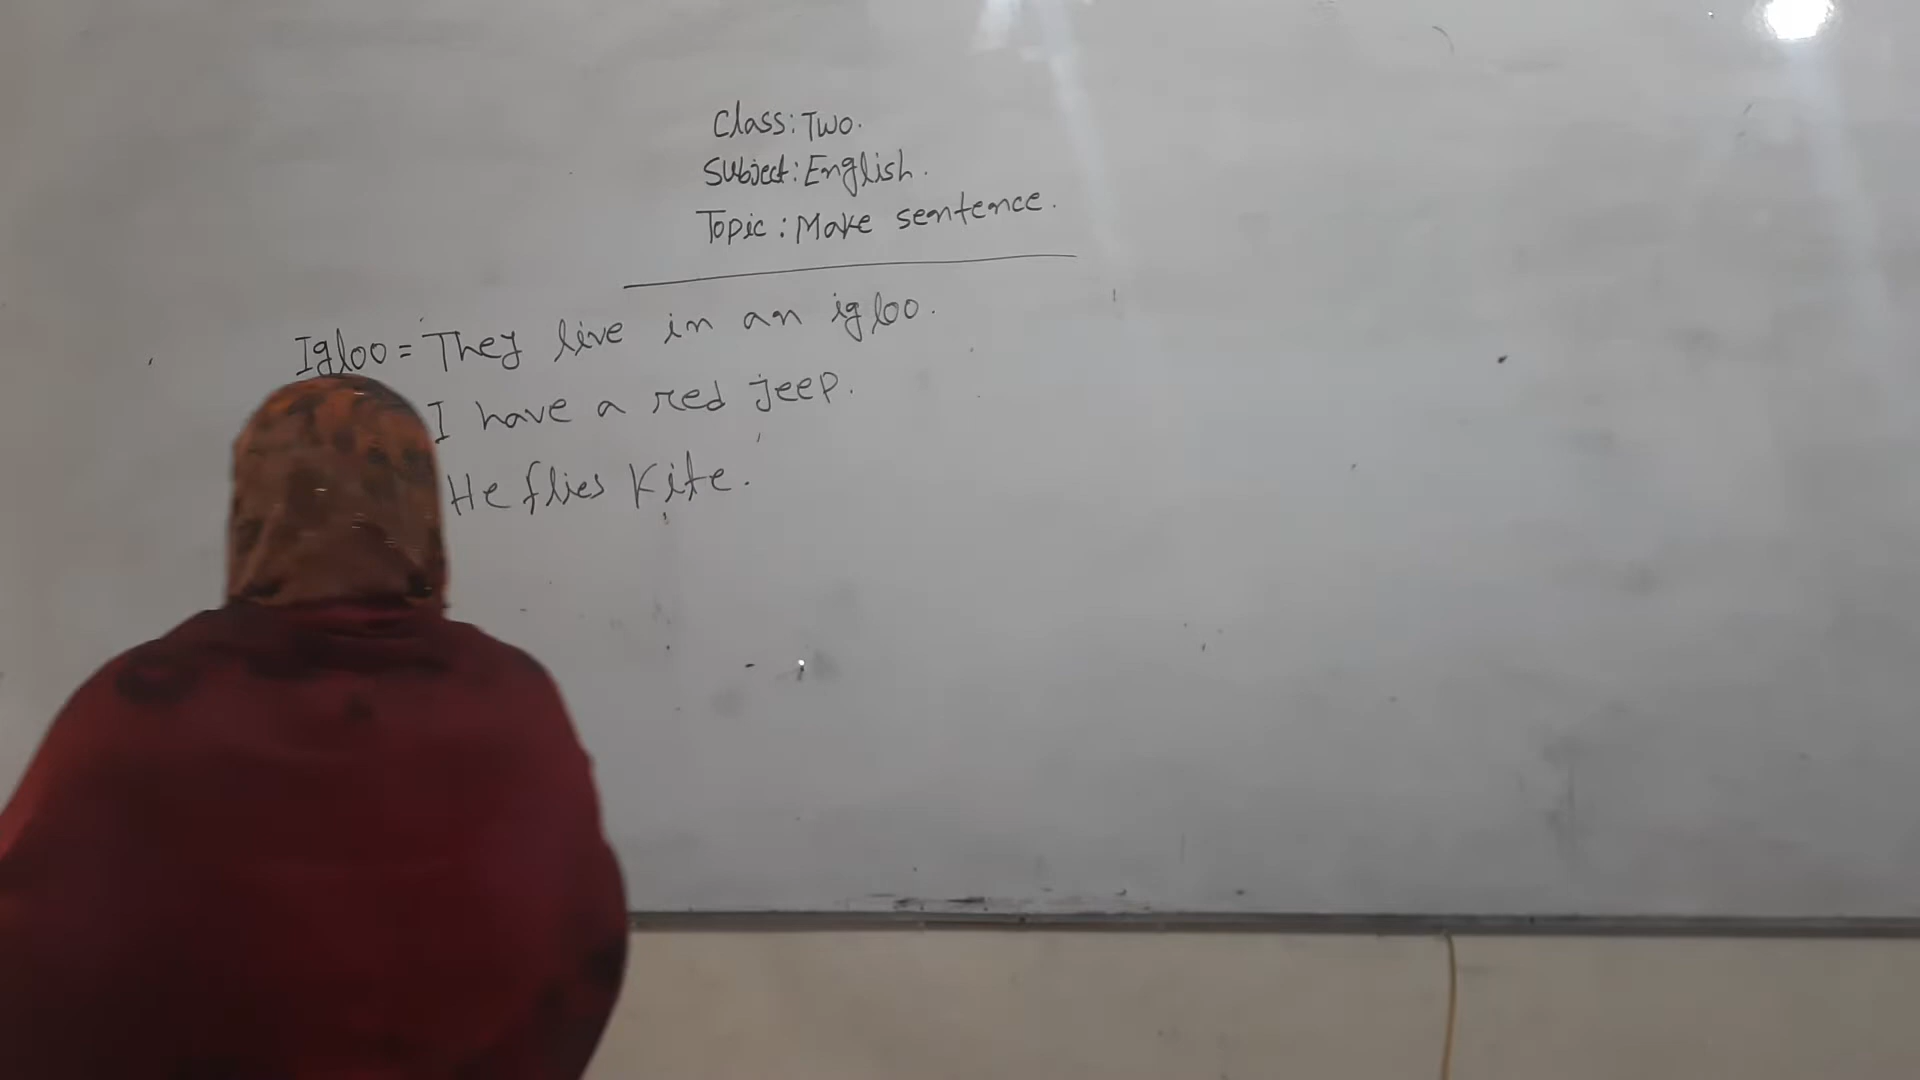 Class: Two.
Subject: English.
Topic: Make sentence.
Igloo = They live in an igloo.
I have a red jeep.
He flies Kite.